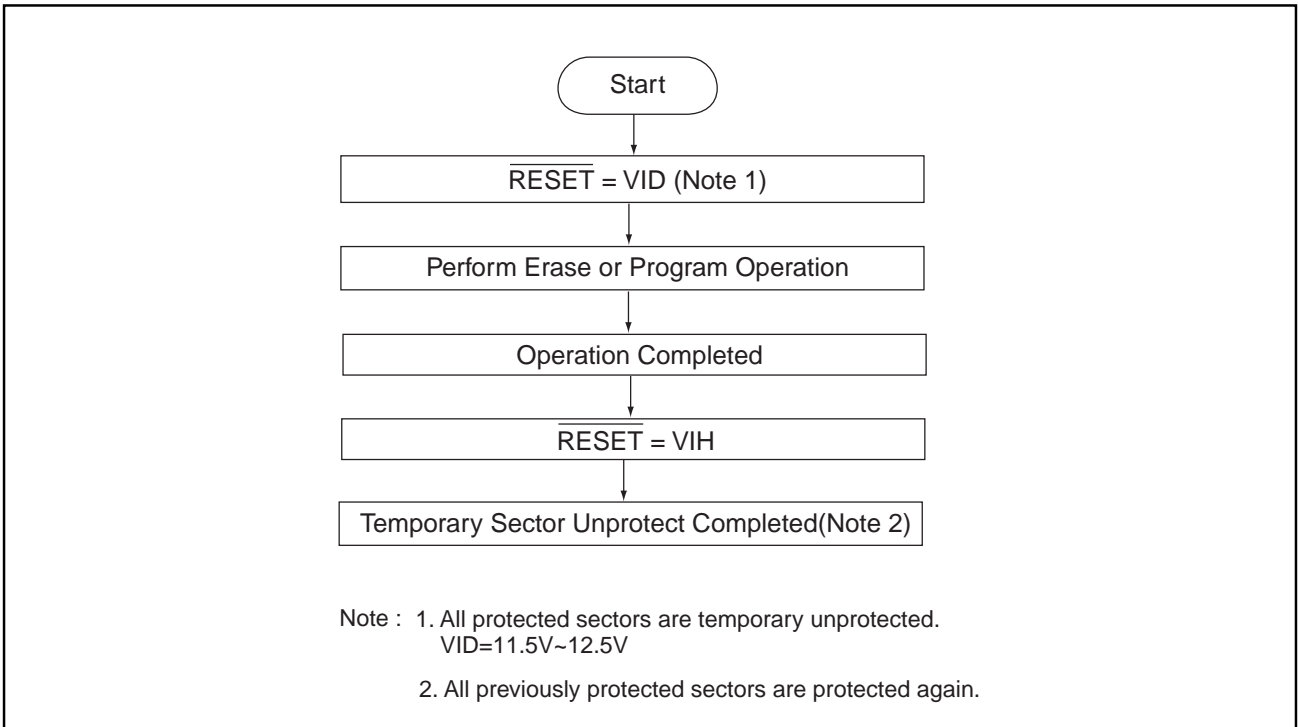 Start
RESET = VID (Note 1)
Perform Erase or Program Operation
Operation Completed
RESET = VIH
Temporary Sector Unprotect Completed(Note 2)
Note : 1. All protected sectors are temporary unprotected.
VID=11.5V~12.5V
2. All previously protected sectors are protected again.